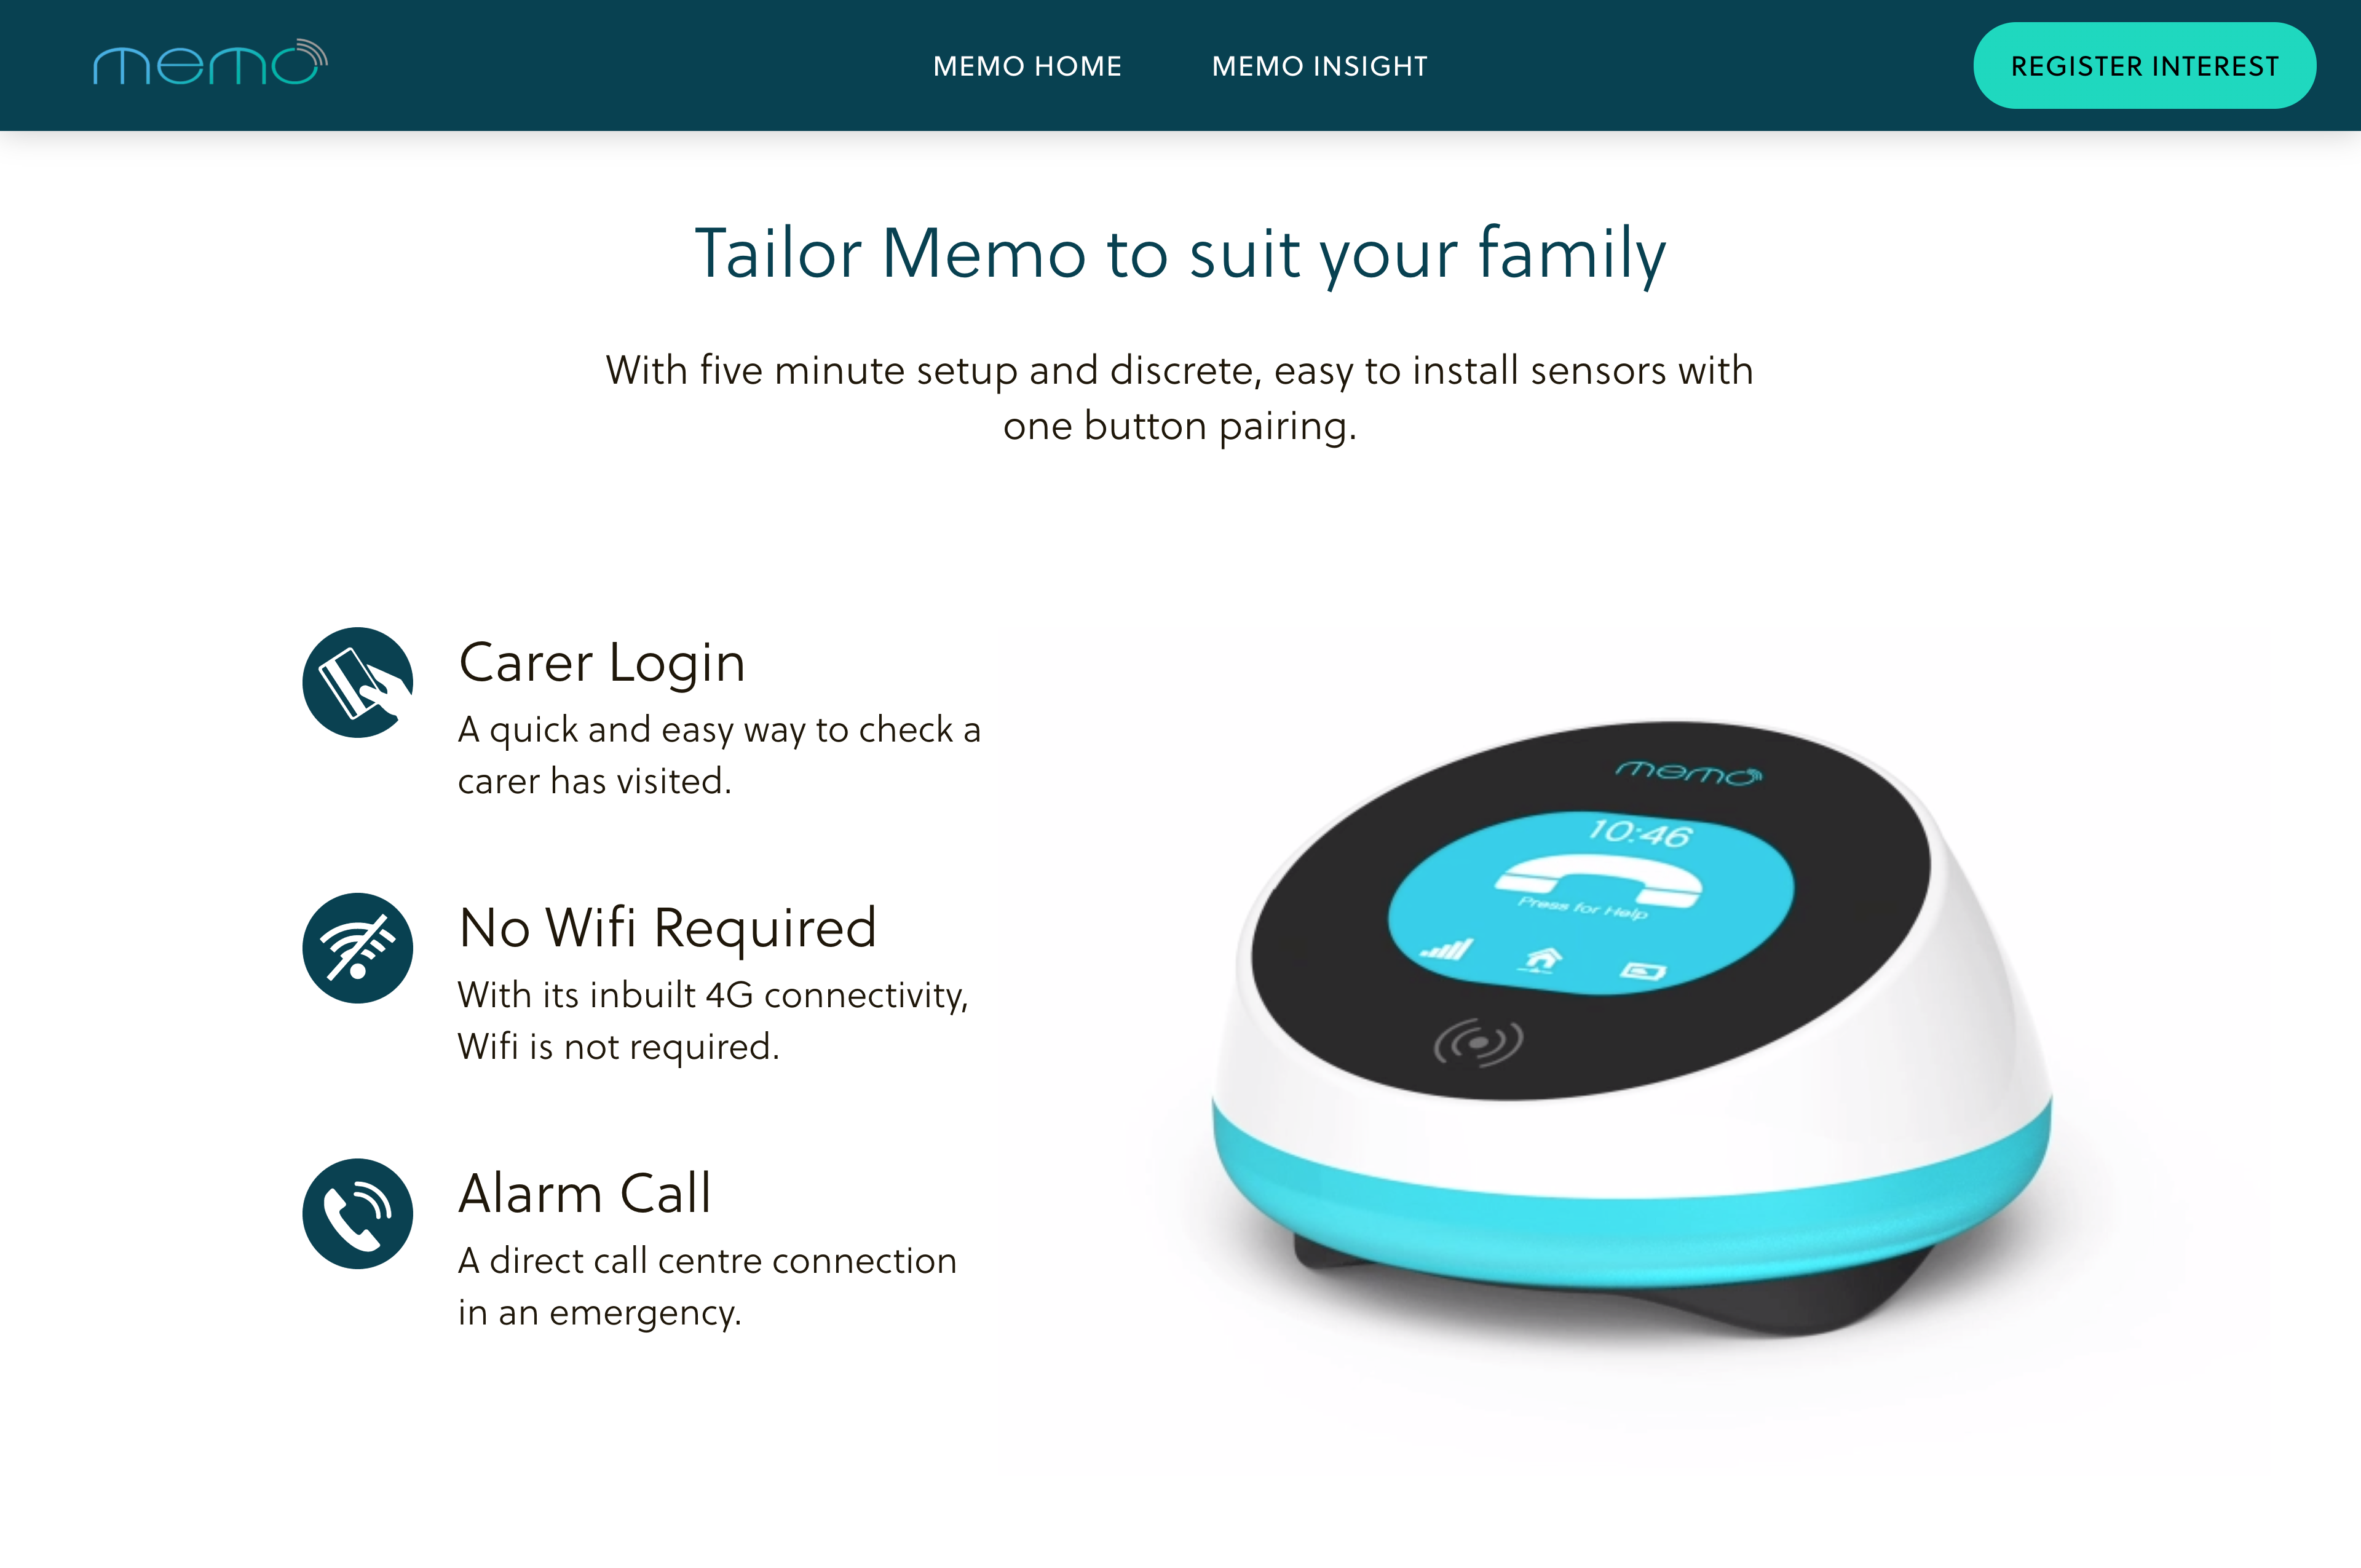 memo
MEMO HOME
MEMO INSIGHT
REGISTER INTEREST
Tailor Memo to suit your family
With five minute setup and discrete, easy to install sensors with
one button pairing.
Carer Login
A quick and easy way to check a
carer has visited.
No Wifi Required
With its inbuilt 4G connectivity,
Wifi is not required.
Alarm Call
A direct call centre connection
in an emergency.
memo
10:46
Press for Help